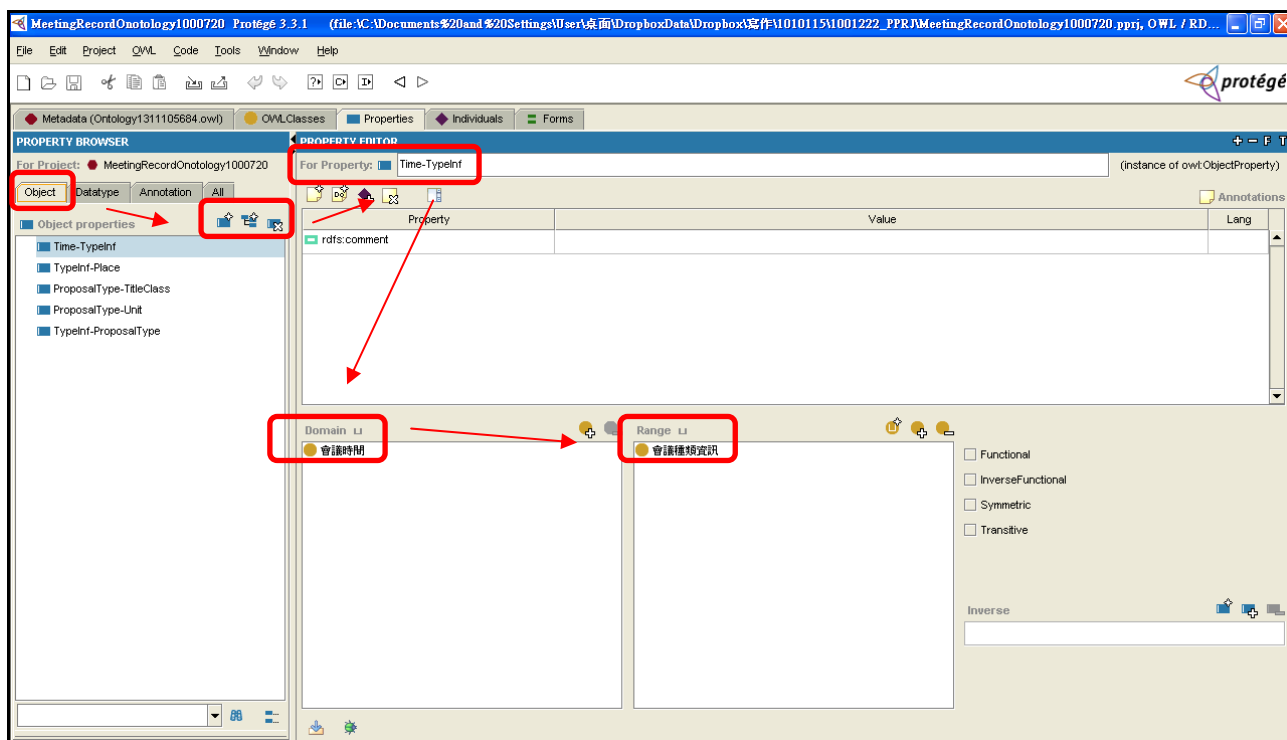 MeetingRecordOnotology1000720 Protégé 3.3.1 (file:\C:\Documents%20and%20Settings\User\桌面\DropboxData\Dropbox\寫作\1010115\1001222_PPRJ\MeetingRecordOnotology1000720.pprj, OWL / RD...
File Edit Project OWL Code Tools Window Help
protégé
Metadata (Ontology1311105684.owl) OWLClasses Properties Individuals Forms
PROPERTY BROWSER
PROPERTY EDITOR
For Project: MeetingRecordOnotology1000720
For Property: Time-TypeInf (instance of owl:ObjectProperty)
Object Datatype Annotation All
Annotations
Object properties
Property Value Lang
Time-TypeInf
rdfs:comment
TypeInf-Place
ProposalType-TitleClass
ProposalType-Unit
TypeInf-ProposalType
Domain ⊔
Range ⊔
會議時間
會議種類資訊
Functional
InverseFunctional
Symmetric
Transitive
Inverse